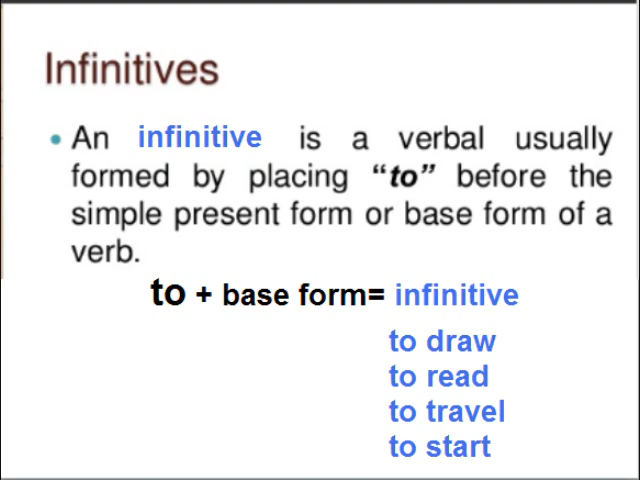 Infinitives
• An infinitive is a verbal usually
formed by placing “to” before the
simple present form or base form of a
verb.
to + base form= infinitive
to draw
to read
to travel
to start